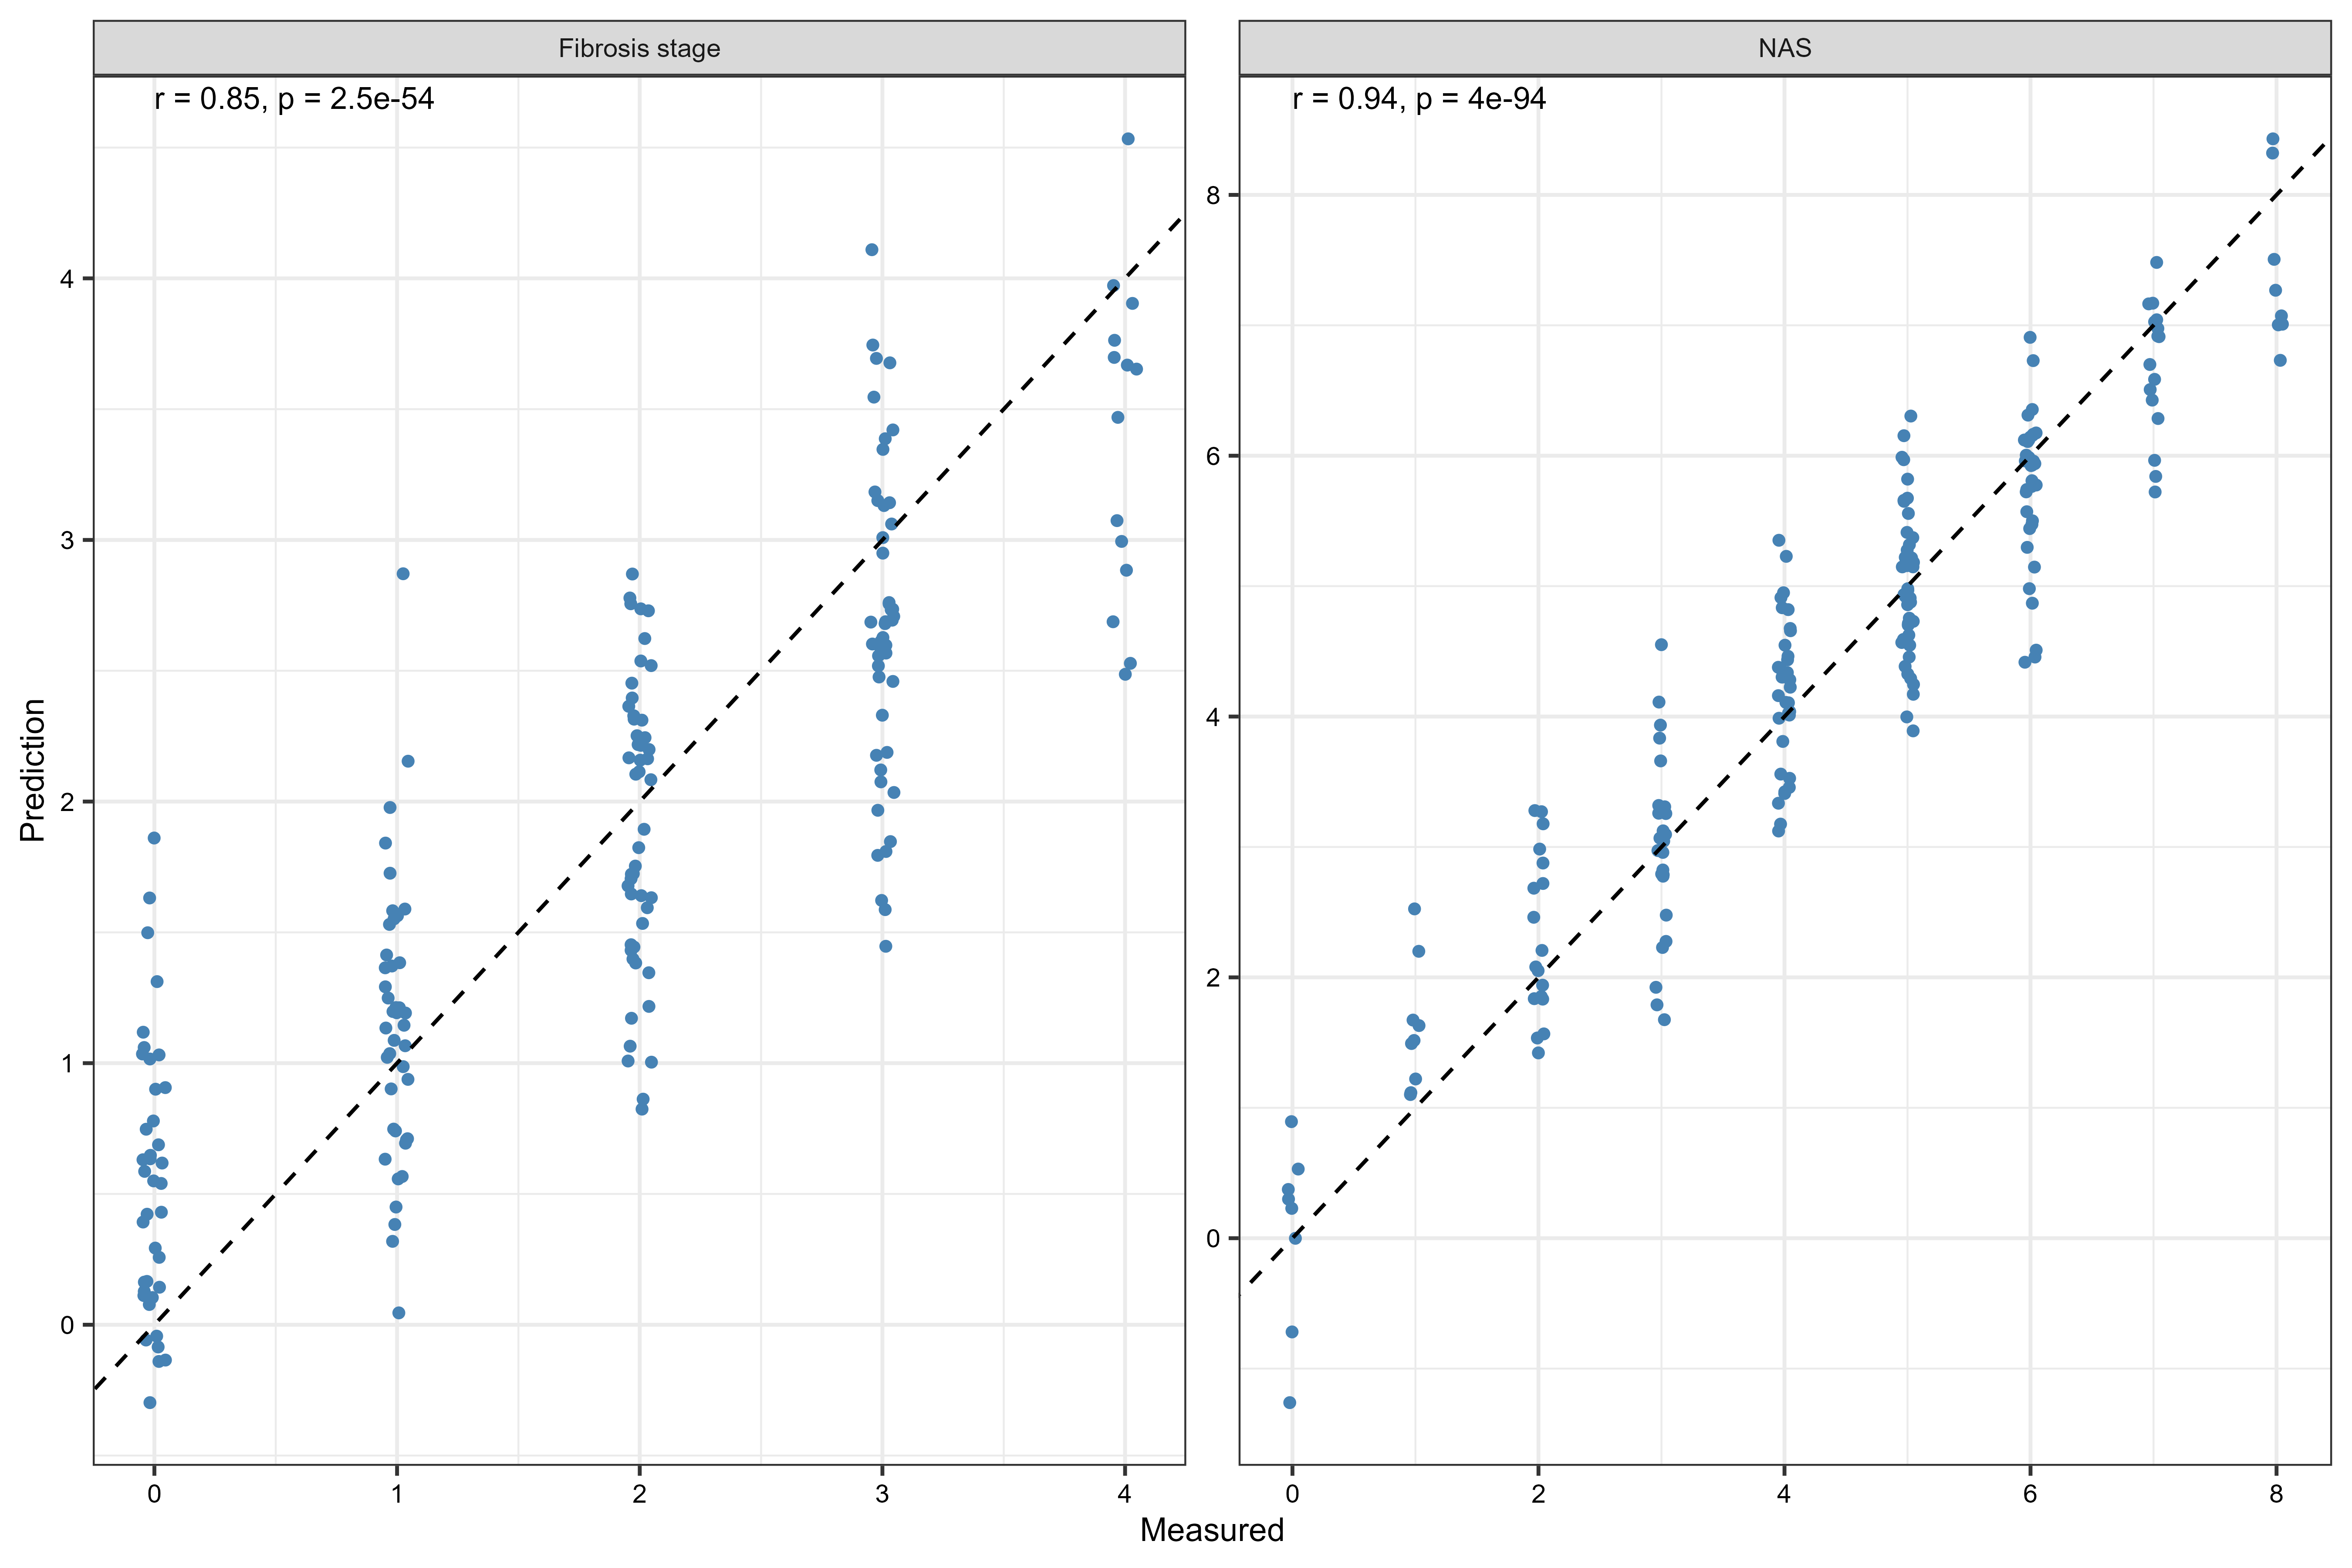 Fibrosis stage
NAS
r = 0.85, p = 2.5e-54
r = 0.94, p = 4e-94
Prediction
4
3
2
1
0
8
6
4
2
0
0 1 2 3 4
0 2 4 6 8
Measured